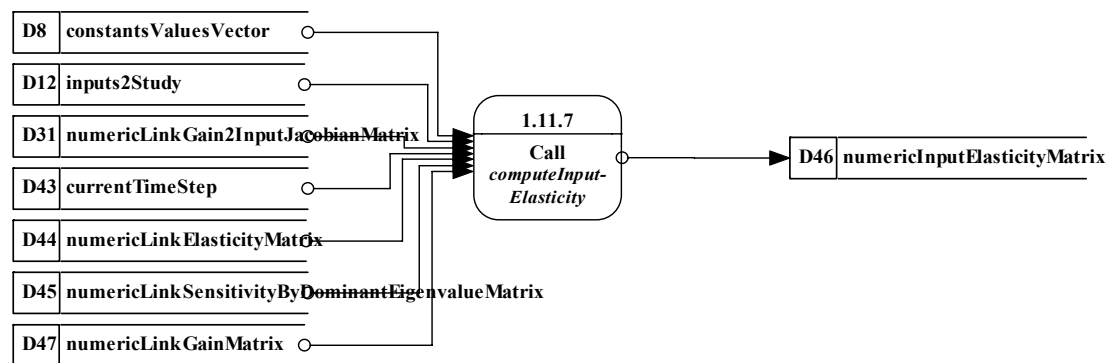 D8 constantsValuesVector
D12 inputs2Study
D31 numericLinkGain2InputJacobianMatrix
D43 currentTimeStep
D44 numericLinkElasticityMatrix
D45 numericLinkSensitivityByDominantEigenvalueMatrix
D47 numericLinkGainMatrix
1.11.7
Call
computeInput-
Elasticity
D46 numericInputElasticityMatrix